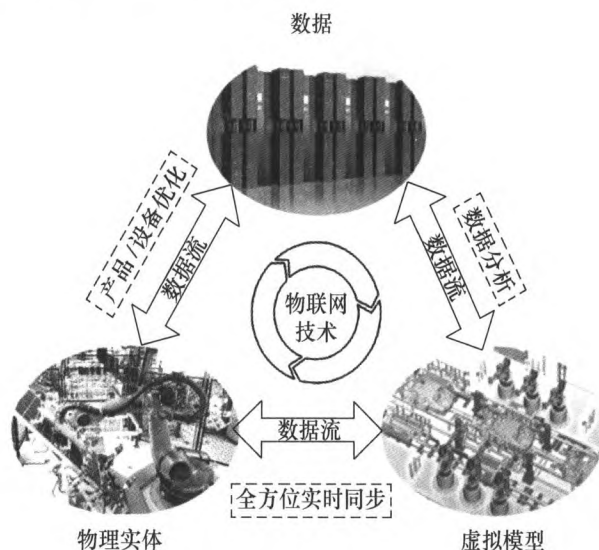 数据
产品/设备优化
数据流
数据流
数据分析
物联网
技术
数据流
全方位实时同步
物理实体
虚拟模型